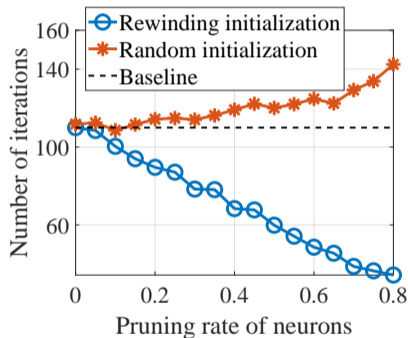 160
140
100
60
Number of iterations
Rewinding initialization
Random initialization
Baseline
0 0.2 0.4 0.6 0.8
Pruning rate of neurons